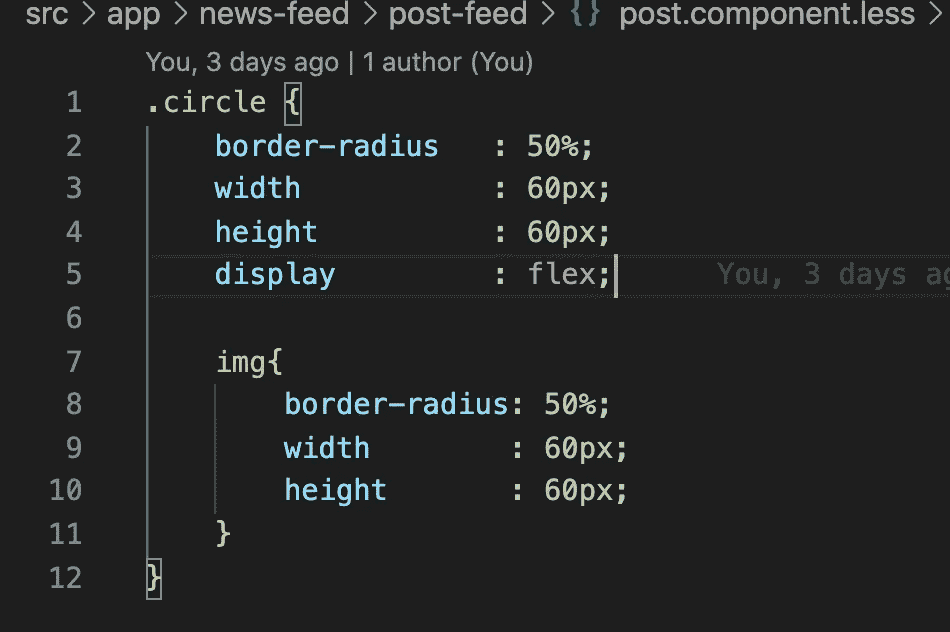 src > app > news-feed > post-feed > {} post.component.less >
You, 3 days ago | 1 author (You)
1 .circle {
2     border-radius   : 50%;
3     width           : 60px;
4     height          : 60px;
5     display         : flex;      You, 3 days
6
7     img{
8         border-radius: 50%;
9         width        : 60px;
10         height       : 60px;
11     }
12 }